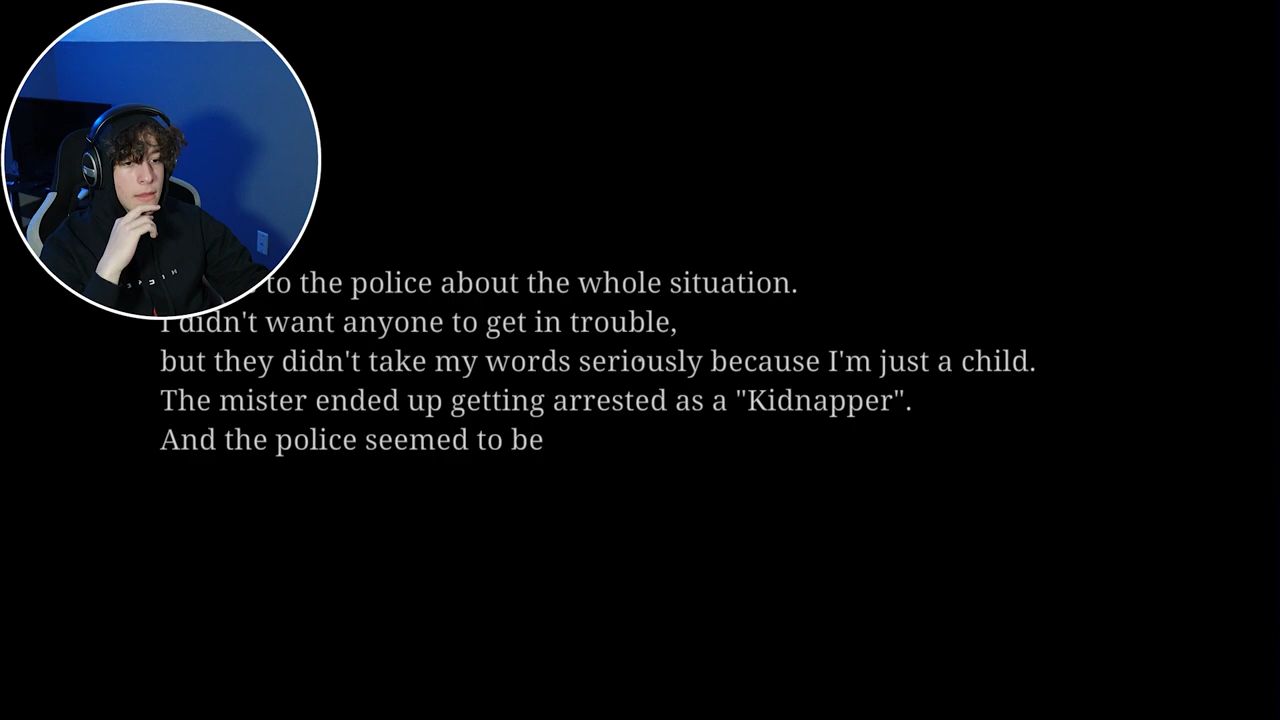 to the police about the whole situation.
I didn't want anyone to get in trouble,
but they didn't take my words seriously because I'm just a child.
The mister ended up getting arrested as a "Kidnapper".
And the police seemed to be